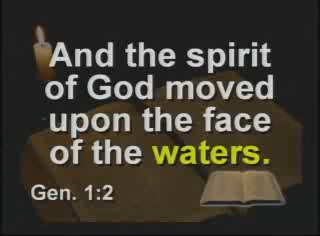 And the spirit
of God moved
upon the face
of the waters.
Gen. 1:2